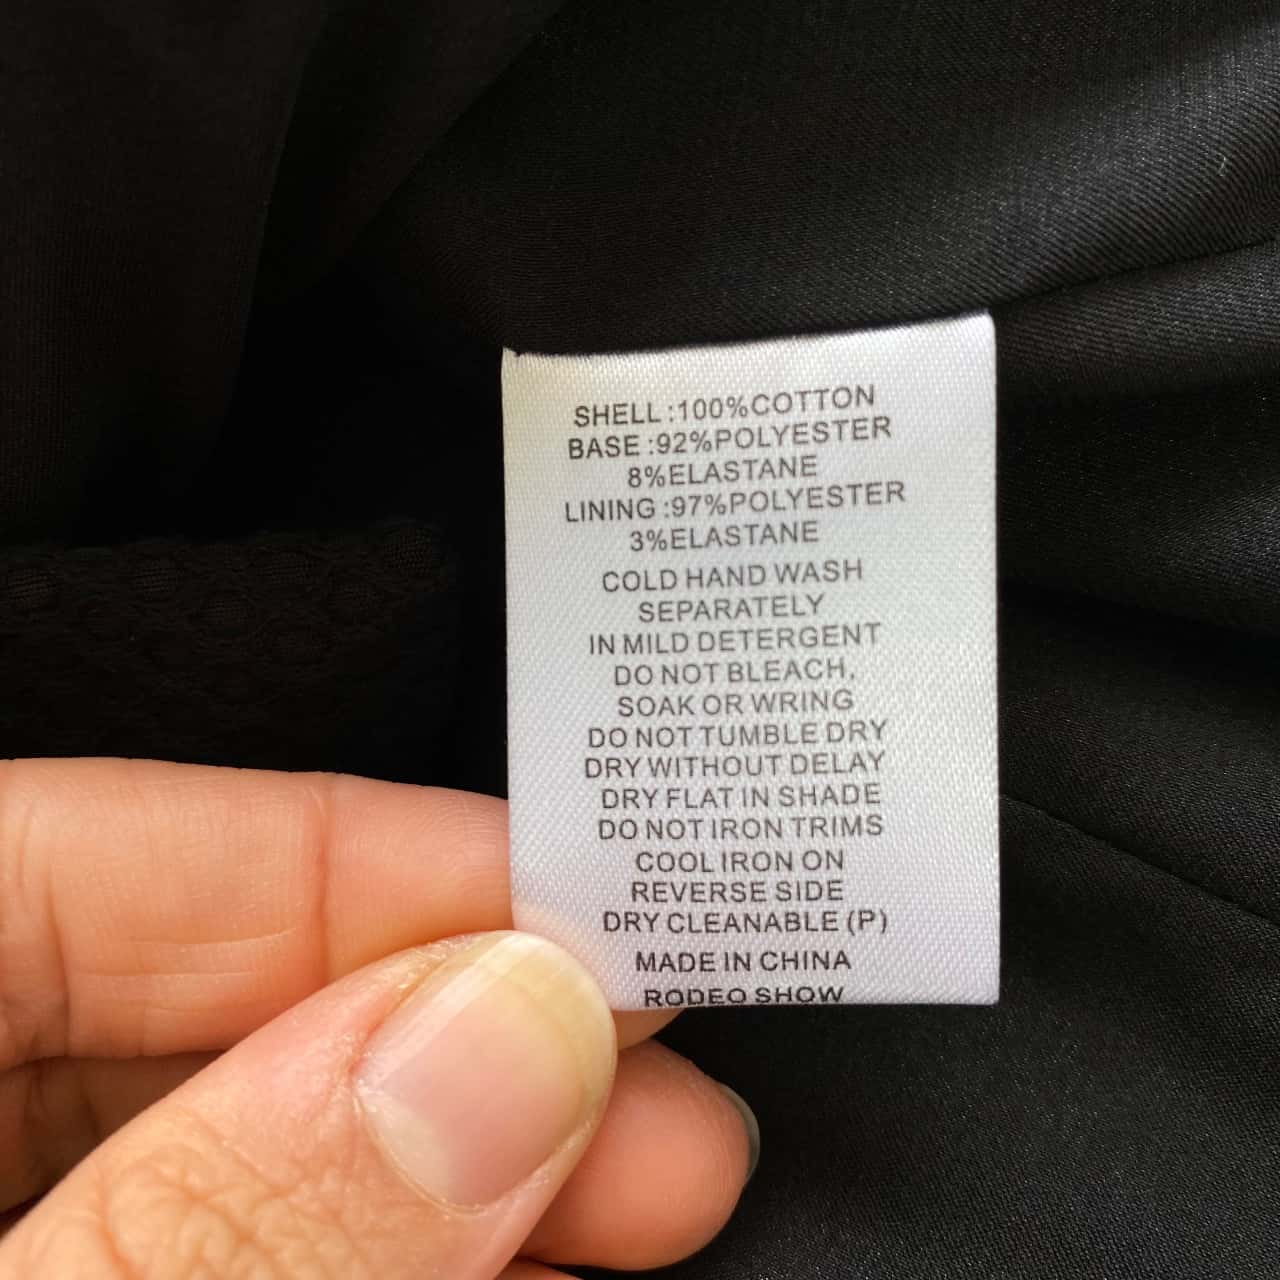 SHELL :100%COTTON
BASE :92%POLYESTER
8%ELASTANE
LINING :97%POLYESTER
3%ELASTANE
COLD HAND WASH
SEPARATELY
IN MILD DETERGENT
DO NOT BLEACH,
SOAK OR WRING
DO NOT TUMBLE DRY
DRY WITHOUT DELAY
DRY FLAT IN SHADE
DO NOT IRON TRIMS
COOL IRON ON
REVERSE SIDE
DRY CLEANABLE (P)
MADE IN CHINA
RODEO SHOW